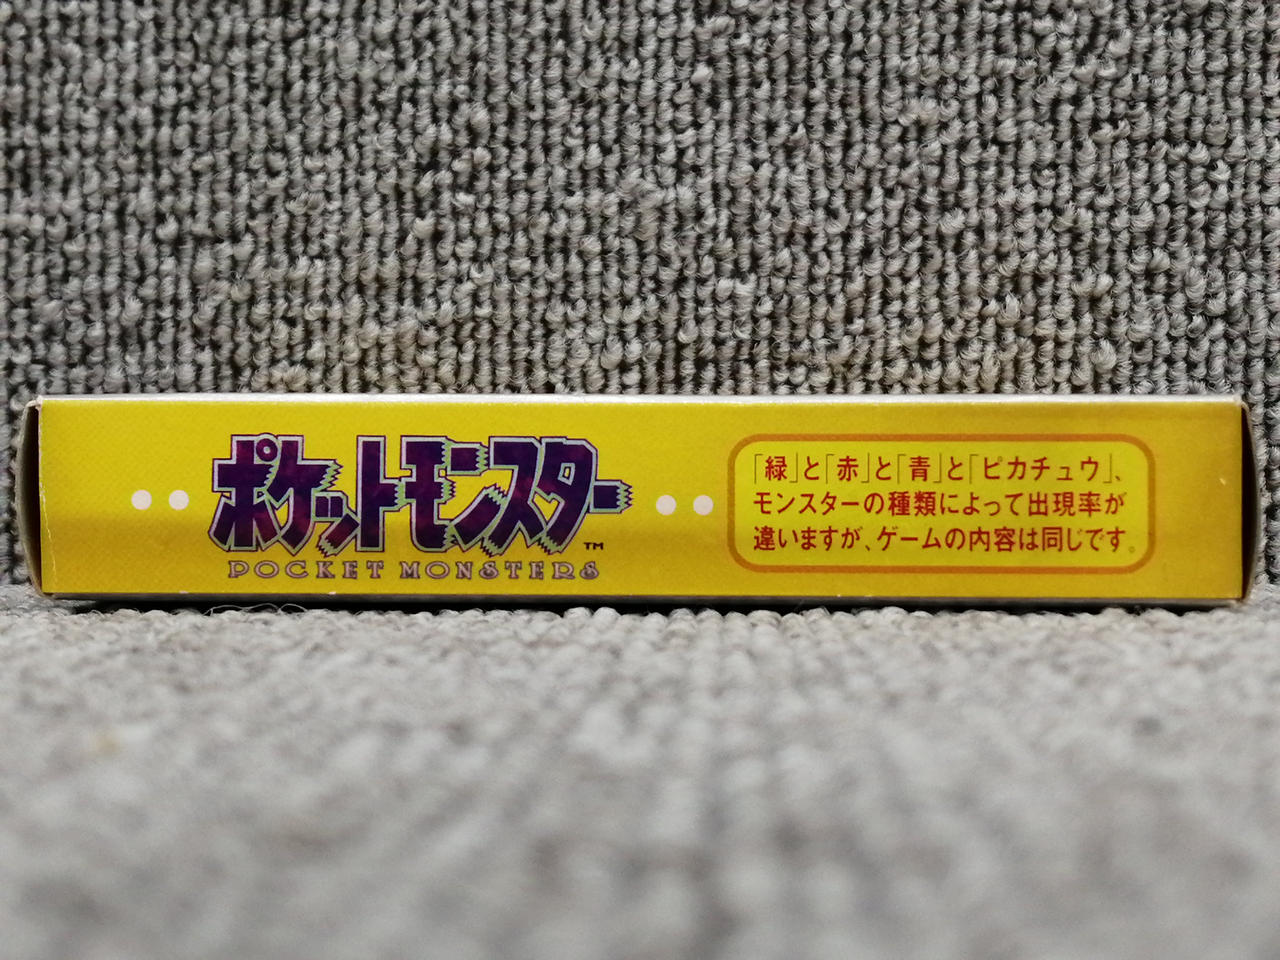 ポケットモンスター™
POCKET MONSTERS
「緑」と「赤」と「青」と「ピカチュウ」、
モンスターの種類によって出現率が
違いますが、ゲームの内容は同じです。